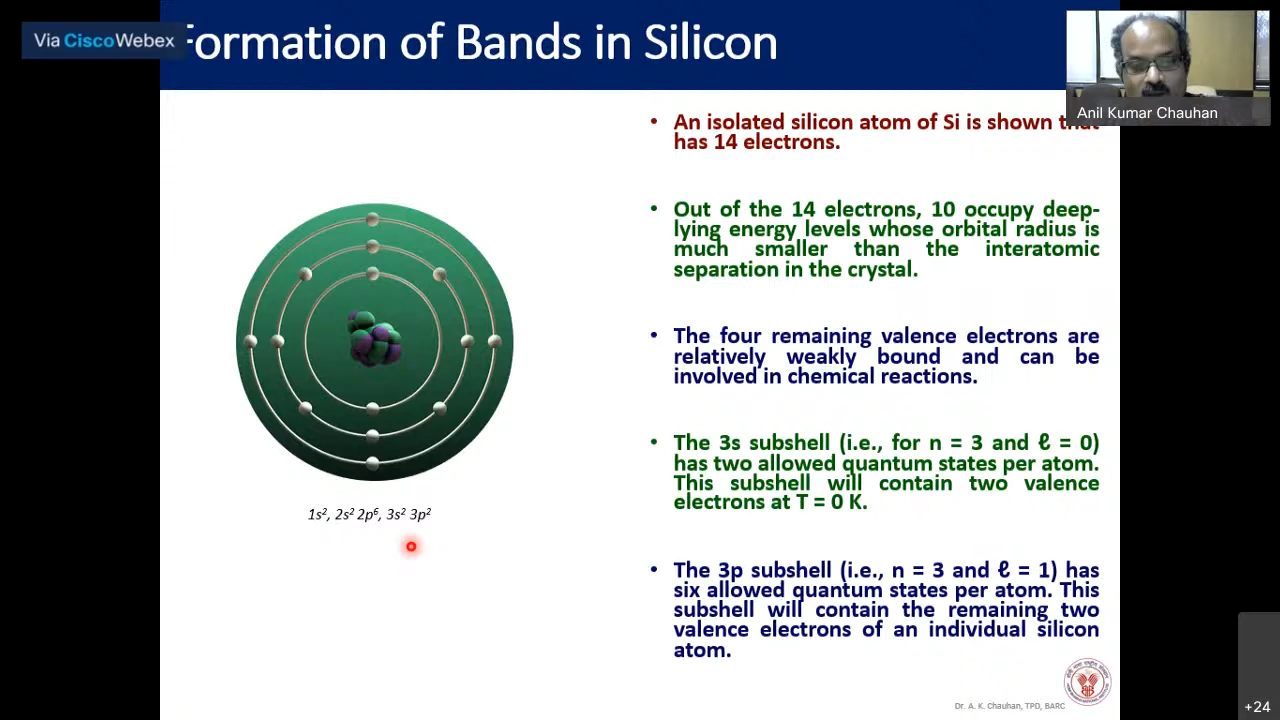 Via CiscoWebex
Formation of Bands in Silicon
Anil Kumar Chauhan
• An isolated silicon atom of Si is shown that
has 14 electrons.
• Out of the 14 electrons, 10 occupy deep-
lying energy levels whose orbital radius is
much smaller than the interatomic
separation in the crystal.
• The four remaining valence electrons are
relatively weakly bound and can be
involved in chemical reactions.
• The 3s subshell (i.e., for n = 3 and ℓ = 0)
has two allowed quantum states per atom.
This subshell will contain two valence
electrons at T = 0 K.
1s², 2s² 2p⁶, 3s² 3p²
• The 3p subshell (i.e., n = 3 and ℓ = 1) has
six allowed quantum states per atom. This
subshell will contain the remaining two
valence electrons of an individual silicon
atom.
Dr. A. K. Chauhan, TPD, BARC
+24